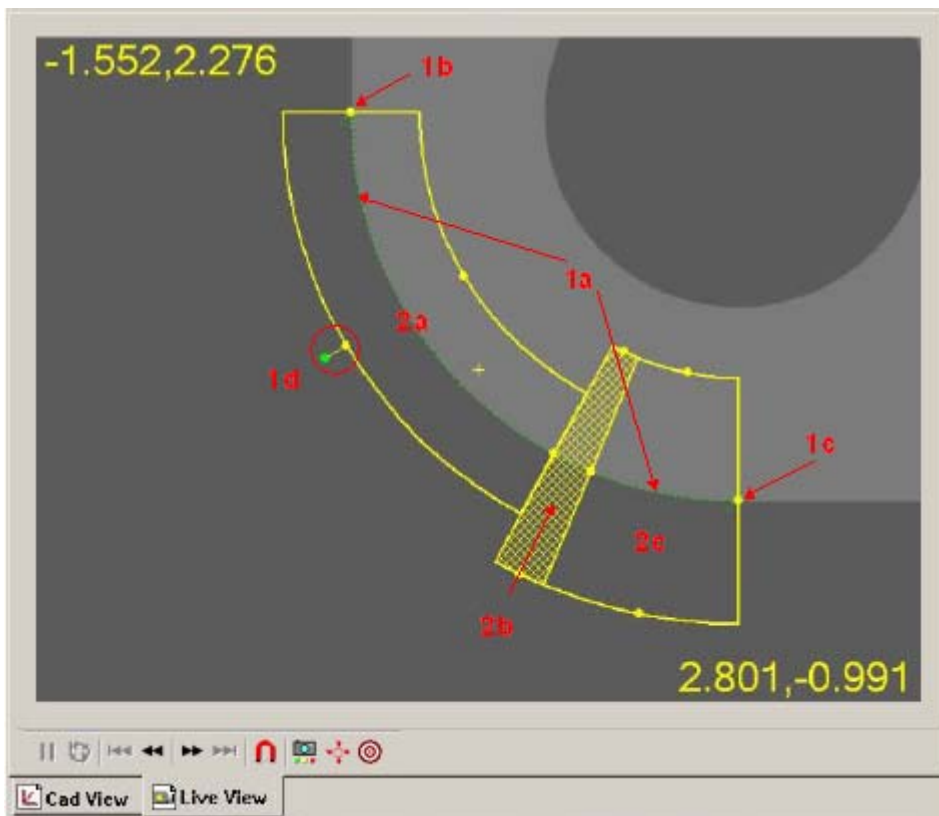 -1.552,2.276
1b
1a
2a
1d
1c
2c
2b
2.801,-0.991
Cad View
Live View